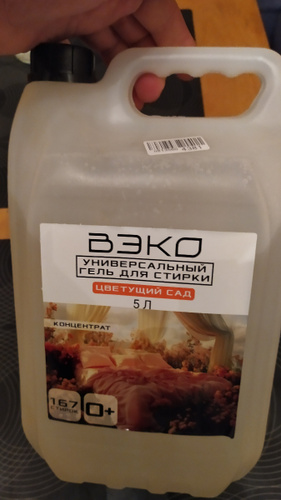 ВЭКО
УНИВЕРСАЛЬНЫЙ
ГЕЛЬ ДЛЯ СТИРКИ
ЦВЕТУЩИЙ САД
5 Л
КОНЦЕНТРАТ
167
0+